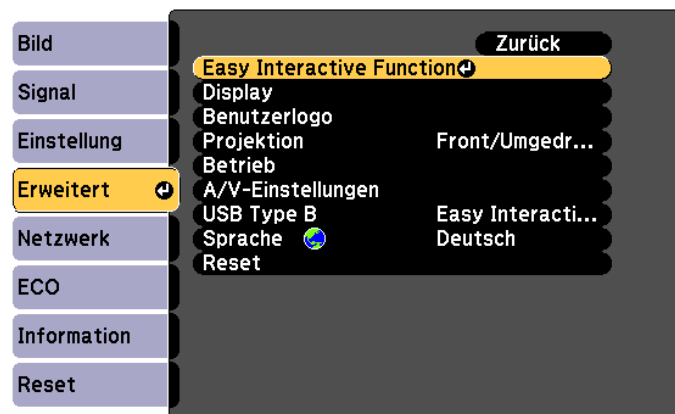 Bild
Signal
Einstellung
Erweitert
Netzwerk
ECO
Information
Reset
Zurück
Easy Interactive Function
Display
Benutzerlogo
Projektion Front/Umgedr...
Betrieb
A/V-Einstellungen
USB Type B Easy Interacti...
Sprache Deutsch
Reset